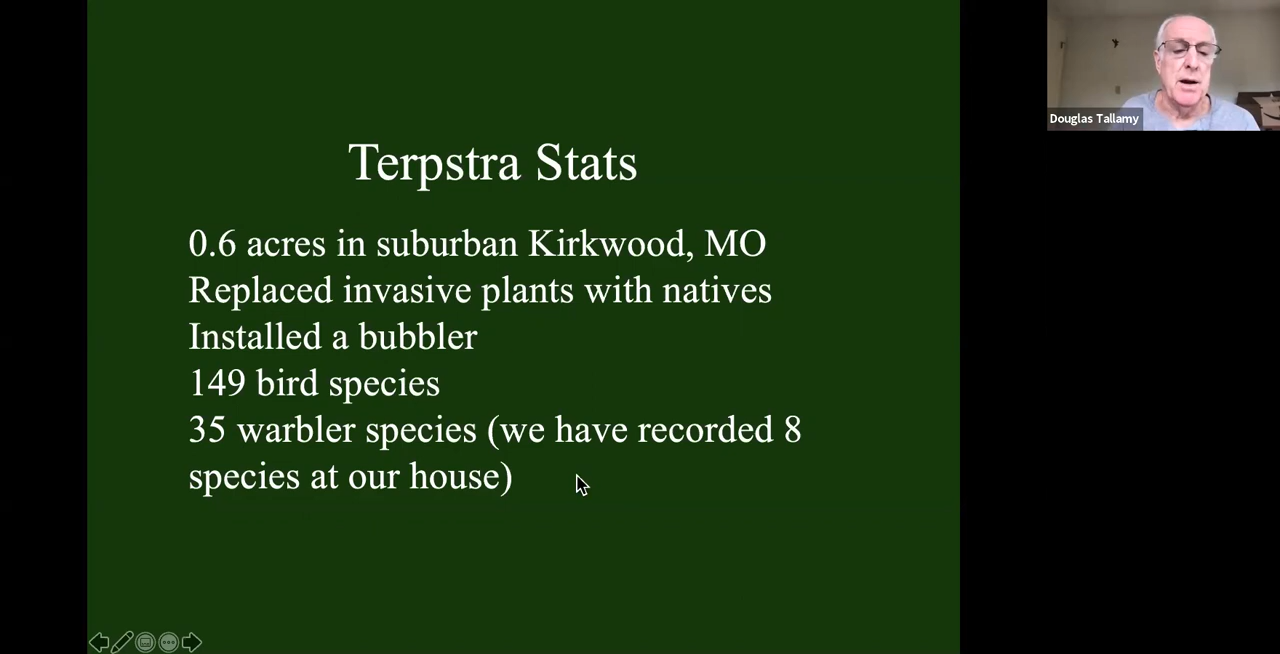 Terpstra Stats
0.6 acres in suburban Kirkwood, MO
Replaced invasive plants with natives
Installed a bubbler
149 bird species
35 warbler species (we have recorded 8
species at our house)
Douglas Tallamy